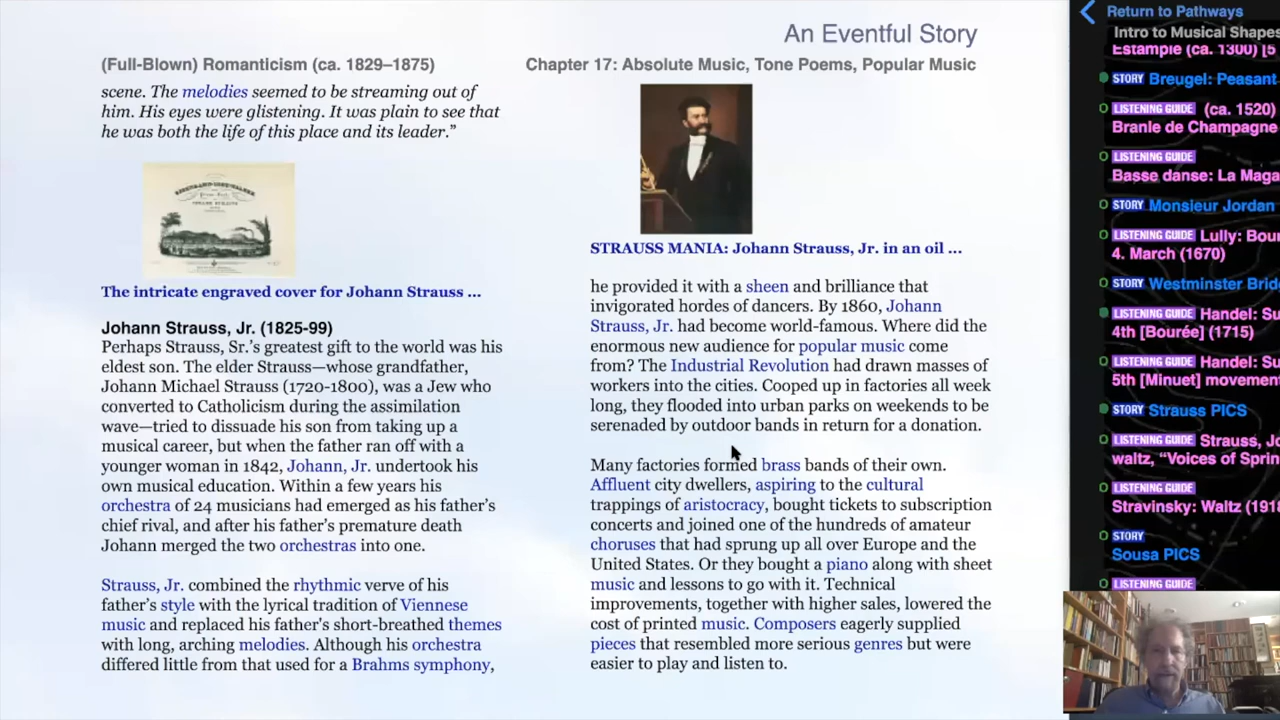 An Eventful Story
(Full-Blown) Romanticism (ca. 1829–1875)
Chapter 17: Absolute Music, Tone Poems, Popular Music
scene. The melodies seemed to be streaming out of
him. His eyes were glistening. It was plain to see that
he was both the life of this place and its leader.”
The intricate engraved cover for Johann Strauss ...
Johann Strauss, Jr. (1825-99)
Perhaps Strauss, Sr.’s greatest gift to the world was his
eldest son. The elder Strauss—whose grandfather,
Johann Michael Strauss (1720-1800), was a Jew who
converted to Catholicism during the assimilation
wave—tried to dissuade his son from taking up a
musical career, but when the father ran off with a
younger woman in 1842, Johann, Jr. undertook his
own musical education. Within a few years his
orchestra of 24 musicians had emerged as his father’s
chief rival, and after his father’s premature death
Johann merged the two orchestras into one.
Strauss, Jr. combined the rhythmic verve of his
father’s style with the lyrical tradition of Viennese
music and replaced his father's short-breathed themes
with long, arching melodies. Although his orchestra
differed little from that used for a Brahms symphony,
STRAUSS MANIA: Johann Strauss, Jr. in an oil ...
he provided it with a sheen and brilliance that
invigorated hordes of dancers. By 1860, Johann
Strauss, Jr. had become world-famous. Where did the
enormous new audience for popular music come
from? The Industrial Revolution had drawn masses of
workers into the cities. Cooped up in factories all week
long, they flooded into urban parks on weekends to be
serenaded by outdoor bands in return for a donation.
Many factories formed brass bands of their own.
Affluent city dwellers, aspiring to the cultural
trappings of aristocracy, bought tickets to subscription
concerts and joined one of the hundreds of amateur
choruses that had sprung up all over Europe and the
United States. Or they bought a piano along with sheet
music and lessons to go with it. Technical
improvements, together with higher sales, lowered the
cost of printed music. Composers eagerly supplied
pieces that resembled more serious genres but were
easier to play and listen to.
Return to Pathways
Intro to Musical Shapes
Estampie (ca. 1300) [5
STORY Breugel: Peasant
LISTENING GUIDE (ca. 1520)
Branle de Champagne
LISTENING GUIDE
Basse danse: La Maga
STORY Monsieur Jordan
LISTENING GUIDE Lully: Bour
4. March (1670)
STORY Westminster Brid
LISTENING GUIDE Handel: Su
4th [Bourée] (1715)
LISTENING GUIDE Handel: Su
5th [Minuet] movemen
STORY Strauss PICS
LISTENING GUIDE Strauss, Jo
waltz, “Voices of Sprin
LISTENING GUIDE
Stravinsky: Waltz (1918
STORY
Sousa PICS
LISTENING GUIDE